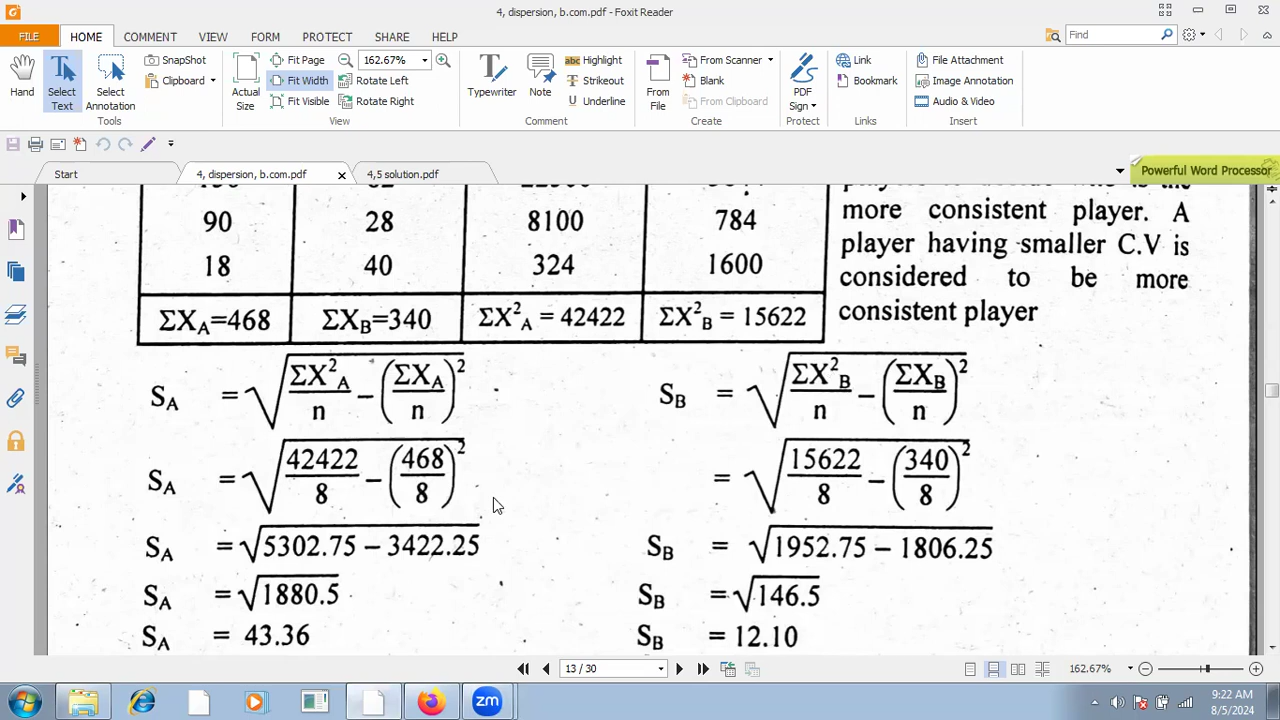 4, dispersion, b.com.pdf - Foxit Reader
FILE HOME COMMENT VIEW FORM PROTECT SHARE HELP
Find
Hand
Select Text
Select Annotation
SnapShot
Clipboard
Tools
Actual Size
Fit Page
Fit Width
Fit Visible
162.67%
Rotate Left
Rotate Right
View
Typewriter
Note
Highlight
Strikeout
Underline
Comment
From File
From Scanner
Blank
From Clipboard
Create
PDF Sign
Protect
Link
Bookmark
Links
File Attachment
Image Annotation
Audio & Video
Insert
Start
4, dispersion, b.com.pdf
4,5 solution.pdf
Powerful Word Processor
90 28 8100 784
18 40 324 1600
ΣX_A=468 ΣX_B=340 ΣX²_A = 42422 ΣX²_B = 15622
more consistent player. A
player having smaller C.V is
considered to be more
consistent player
S_A = √(ΣX²_A/n − (ΣX_A/n)²) S_B = √(ΣX²_B/n − (ΣX_B/n)²)
S_A = √(42422/8 − (468/8)²) = √(15622/8 − (340/8)²)
S_A = √5302.75 − 3422.25 S_B = √1952.75 − 1806.25
S_A = √1880.5 S_B = √146.5
S_A = 43.36 S_B = 12.10
13 / 30
162.67%
zm
9:22 AM
8/5/2024